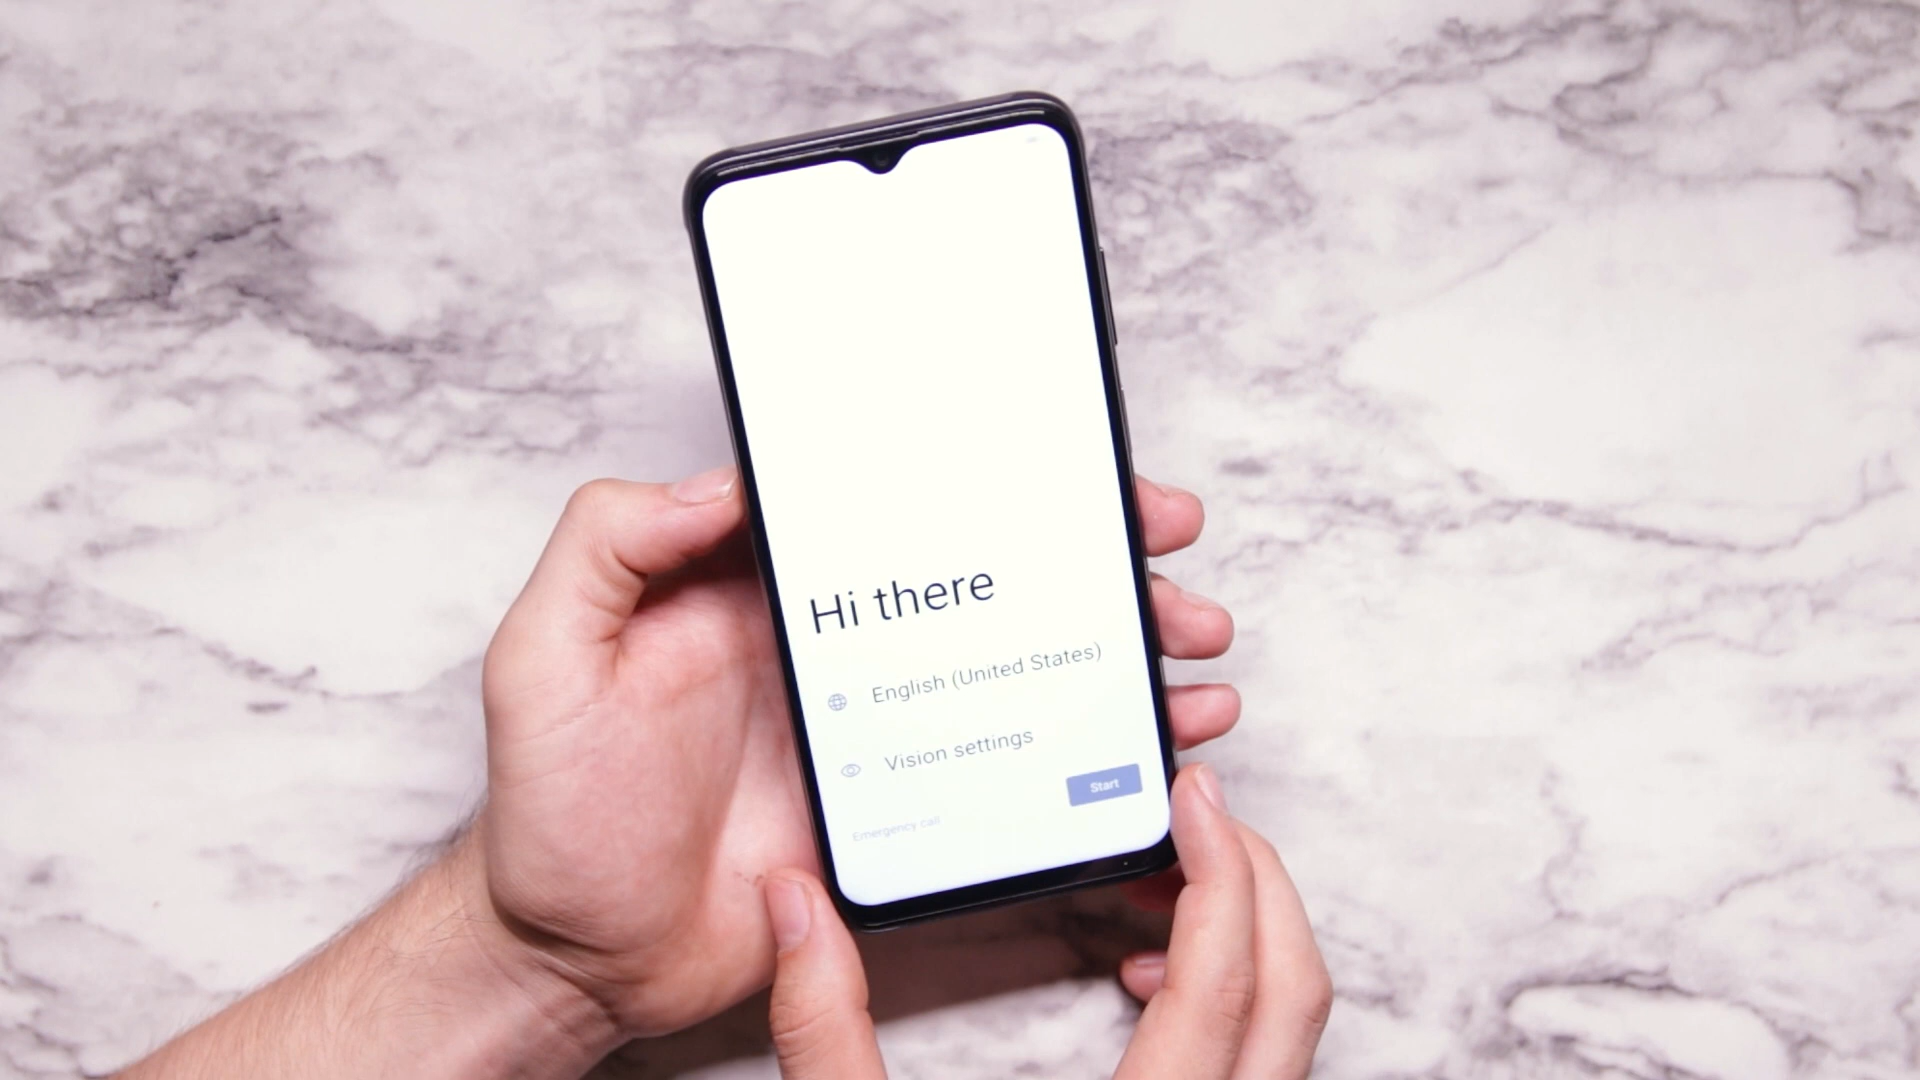 Hi there
English (United States)
Vision settings
Start
Emergency call